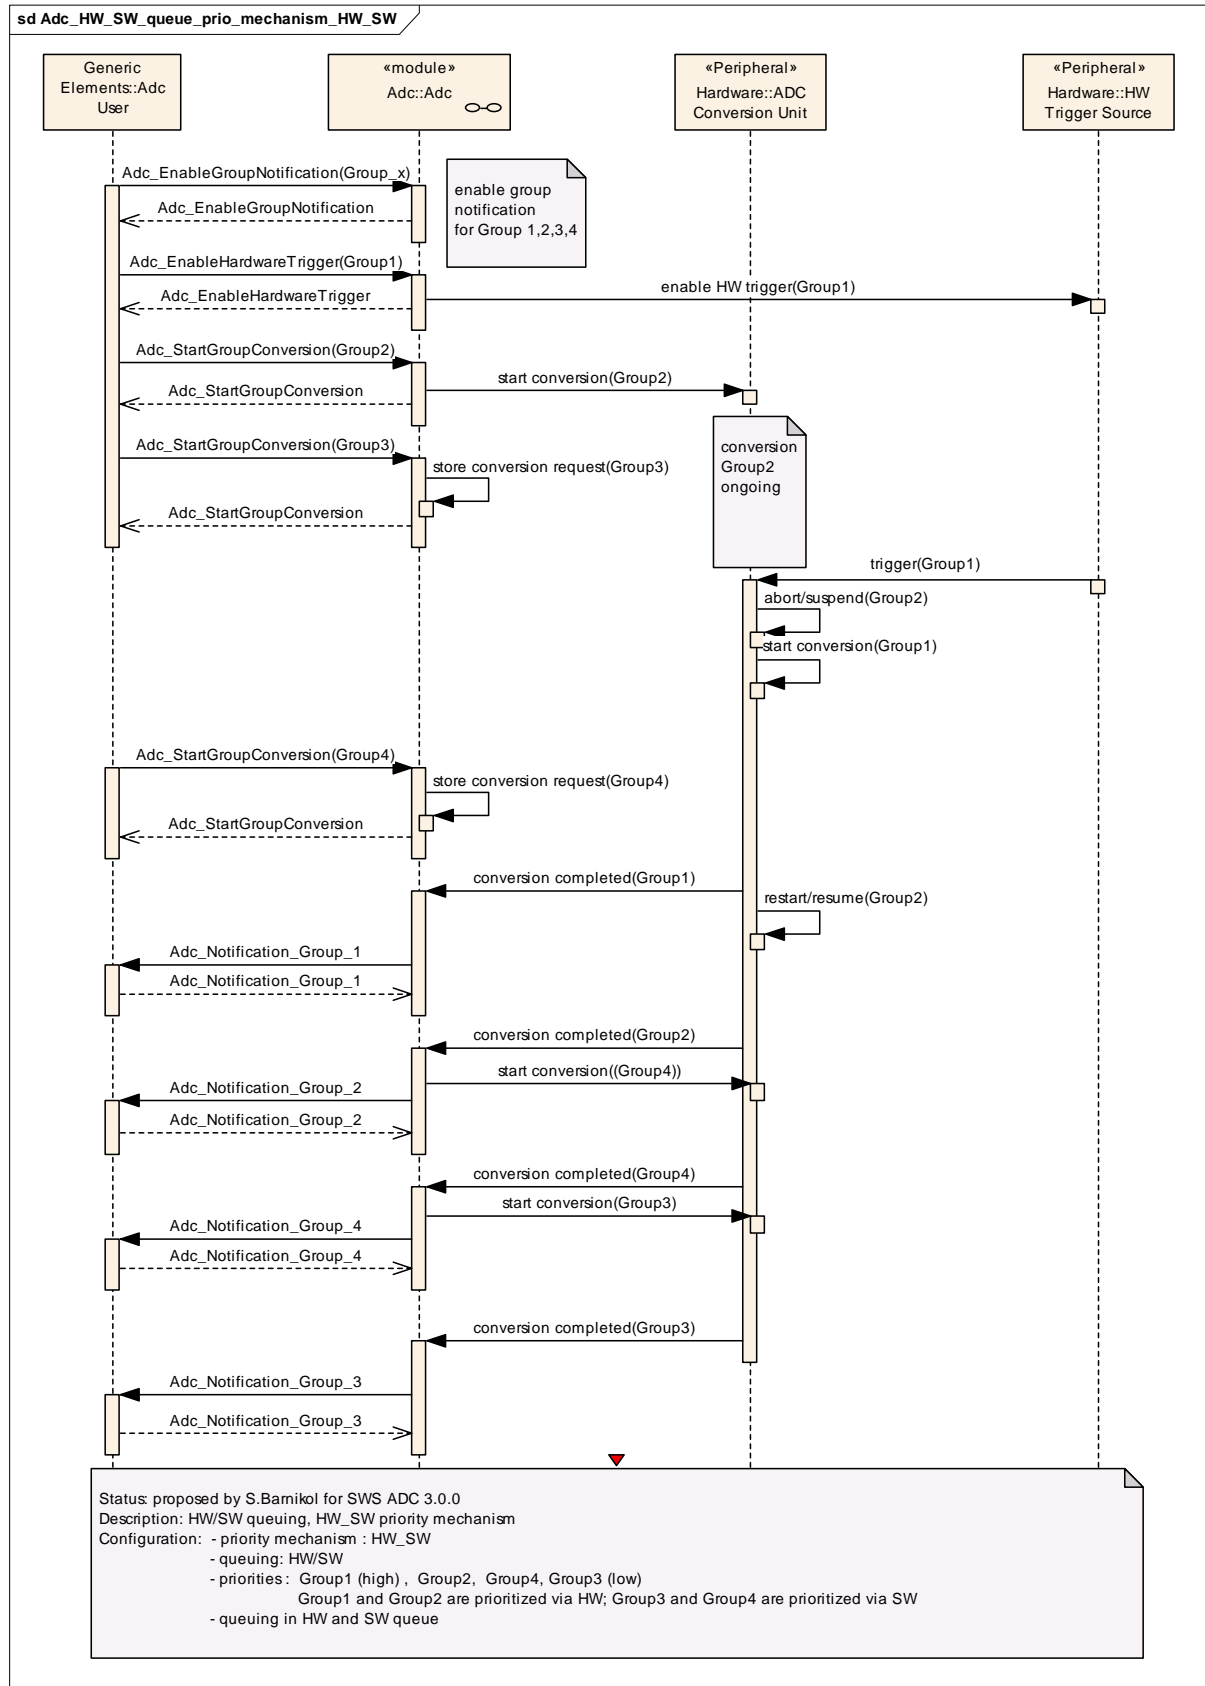 sd Adc_HW_SW_queue_prio_mechanism_HW_SW
Generic
Elements::Adc
User
«module»
Adc::Adc
«Peripheral»
Hardware::ADC
Conversion Unit
«Peripheral»
Hardware::HW
Trigger Source
Adc_EnableGroupNotification(Group_x)
enable group
notification
for Group 1,2,3,4
Adc_EnableGroupNotification
Adc_EnableHardwareTrigger(Group1)
enable HW trigger(Group1)
Adc_EnableHardwareTrigger
Adc_StartGroupConversion(Group2)
start conversion(Group2)
Adc_StartGroupConversion
Adc_StartGroupConversion(Group3)
store conversion request(Group3)
conversion
Group2
ongoing
Adc_StartGroupConversion
trigger(Group1)
abort/suspend(Group2)
start conversion(Group1)
Adc_StartGroupConversion(Group4)
store conversion request(Group4)
Adc_StartGroupConversion
conversion completed(Group1)
restart/resume(Group2)
Adc_Notification_Group_1
Adc_Notification_Group_1
conversion completed(Group2)
start conversion((Group4))
Adc_Notification_Group_2
Adc_Notification_Group_2
conversion completed(Group4)
start conversion(Group3)
Adc_Notification_Group_4
Adc_Notification_Group_4
conversion completed(Group3)
Adc_Notification_Group_3
Adc_Notification_Group_3
Status: proposed by S.Barnikol for SWS ADC 3.0.0
Description: HW/SW queuing, HW_SW priority mechanism
Configuration:  - priority mechanism : HW_SW
- queuing: HW/SW
- priorities :  Group1 (high) ,  Group2,  Group4, Group3 (low)
Group1 and Group2 are prioritized via HW; Group3 and Group4 are prioritized via SW
- queuing in HW and SW queue